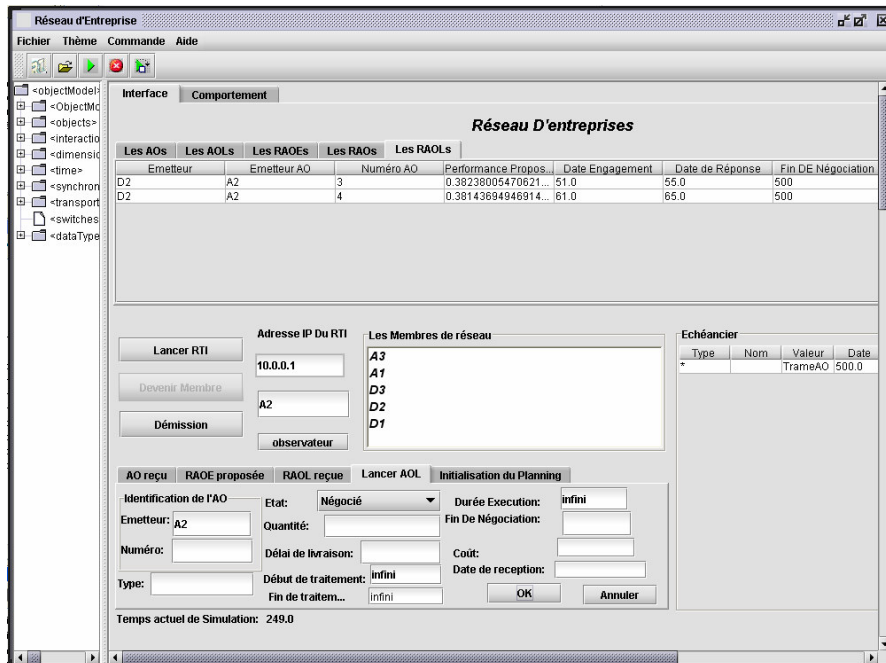 Réseau d'Entreprise
Fichier Thème Commande Aide
<objectModel>
<ObjectMo
<objects>
<interactio
<dimensio
<time>
<synchron
<transport
<switches
<dataType
Interface Comportement
Réseau D'entreprises
Les AOs Les AOLs Les RAOEs Les RAOs Les RAOLs
Emetteur Emetteur AO Numéro AO Performance Propos... Date Engagement Date de Réponse Fin DE Négociation
D2 A2 3 0.38238005470621... 51.0 55.0 500
D2 A2 4 0.38143694946914... 61.0 65.0 500
Lancer RTI
Devenir Membre
Démission
Adresse IP Du RTI
10.0.0.1
A2
observateur
Les Membres de réseau
A3
A1
D3
D2
D1
Echéancier
Type Nom Valeur Date
* TrameAO 500.0
AO reçu RAOE proposée RAOL reçue Lancer AOL Initialisation du Planning
Identification de l'AO
Emetteur: A2
Numéro:
Type:
Etat: Négocié
Quantité:
Délai de livraison:
Début de traitement: infini
Fin de traitem... infini
Durée Execution: infini
Fin De Négociation:
Coût:
Date de reception:
OK Annuler
Temps actuel de Simulation: 249.0